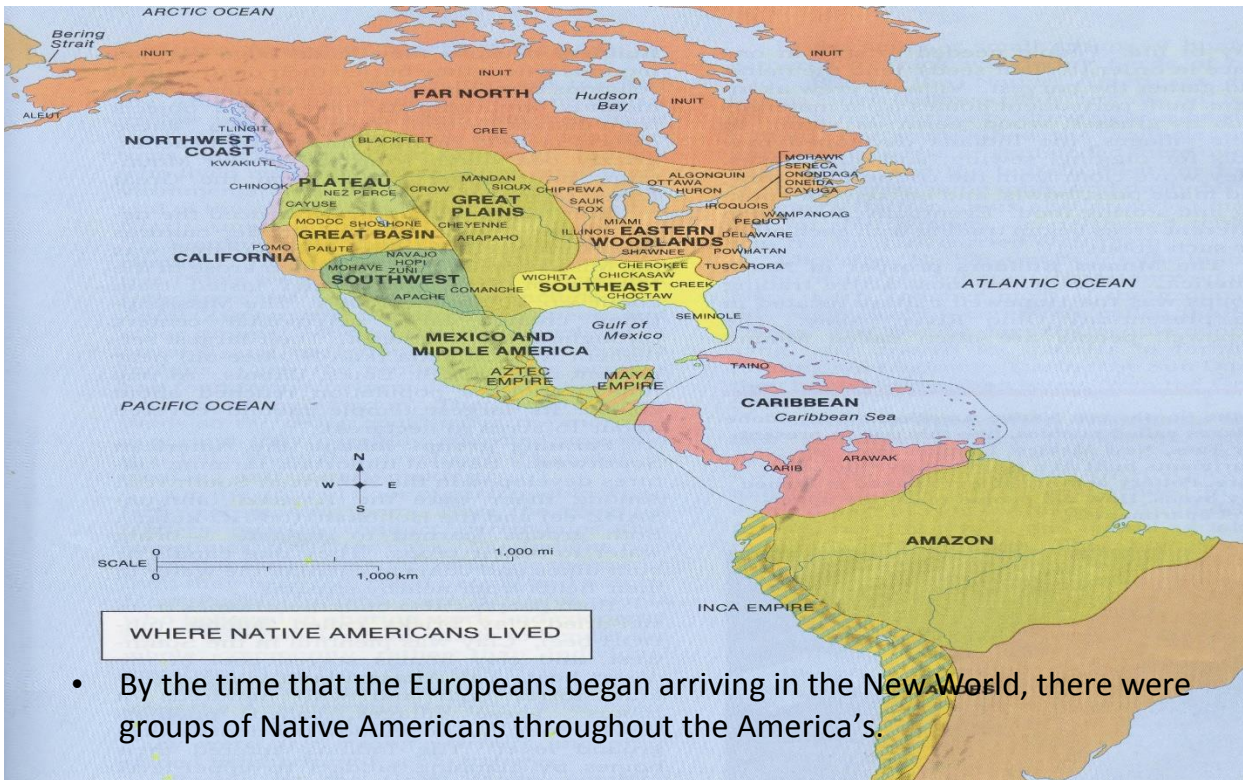 ARCTIC OCEAN
Bering
Strait
INUIT
INUIT
INUIT
INUIT
FAR NORTH
Hudson
Bay
INUIT
ALEUT
TLINGIT
NORTHWEST
COAST
KWAKIUTL
BLACKFEET
CREE
CHINOOK
PLATEAU
NEZ PERCE
CAYUSE
CROW
MANDAN
SIOUX
GREAT
PLAINS
CHEYENNE
ARAPAHO
CHIPPEWA
SAUK
FOX
ALGONQUIN
OTTAWA
HURON
MOHAWK
SENECA
ONONDAGA
ONEIDA
CAYUGA
IROQUOIS
WAMPANOAG
PEQUOT
MIAMI
ILLINOIS
EASTERN
WOODLANDS
DELAWARE
SHAWNEE
POWHATAN
MODOC
SHOSHONE
GREAT BASIN
PAIUTE
POMO
CALIFORNIA
NAVAJO
HOPI
MOHAVE
ZUÑI
SOUTHWEST
APACHE
COMANCHE
WICHITA
CHEROKEE
TUSCARORA
CHICKASAW
SOUTHEAST
CREEK
CHOCTAW
SEMINOLE
ATLANTIC OCEAN
Gulf of
Mexico
MEXICO AND
MIDDLE AMERICA
AZTEC
EMPIRE
MAYA
EMPIRE
TAINO
PACIFIC OCEAN
CARIBBEAN
Caribbean Sea
CARIB
ARAWAK
N
W
E
S
AMAZON
SCALE
0
1,000 mi
0
1,000 km
INCA EMPIRE
ANDES
WHERE NATIVE AMERICANS LIVED
• By the time that the Europeans began arriving in the New World, there were
groups of Native Americans throughout the America's.